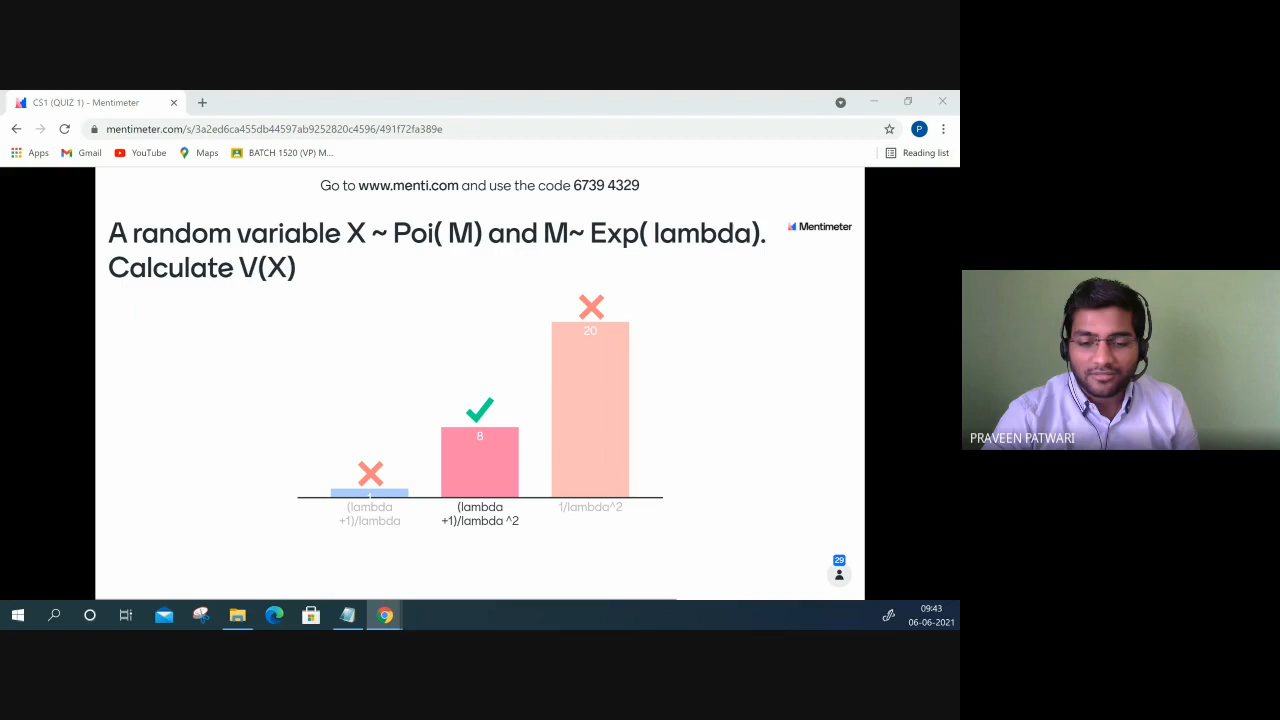 CS1 (QUIZ 1) - Mentimeter
mentimeter.com/s/3a2ed6ca455db44597ab9252820c4596/491f72fa389e
P
Apps
Gmail
YouTube
Maps
BATCH 1520 (VP) M...
Reading list
Go to www.menti.com and use the code 6739 4329
A random variable X ~ Poi( M) and M~ Exp( lambda).
Calculate V(X)
Mentimeter
1
8
20
(lambda
+1)/lambda
(lambda
+1)/lambda ^2
1/lambda^2
29
PRAVEEN PATWARI
09:43
06-06-2021